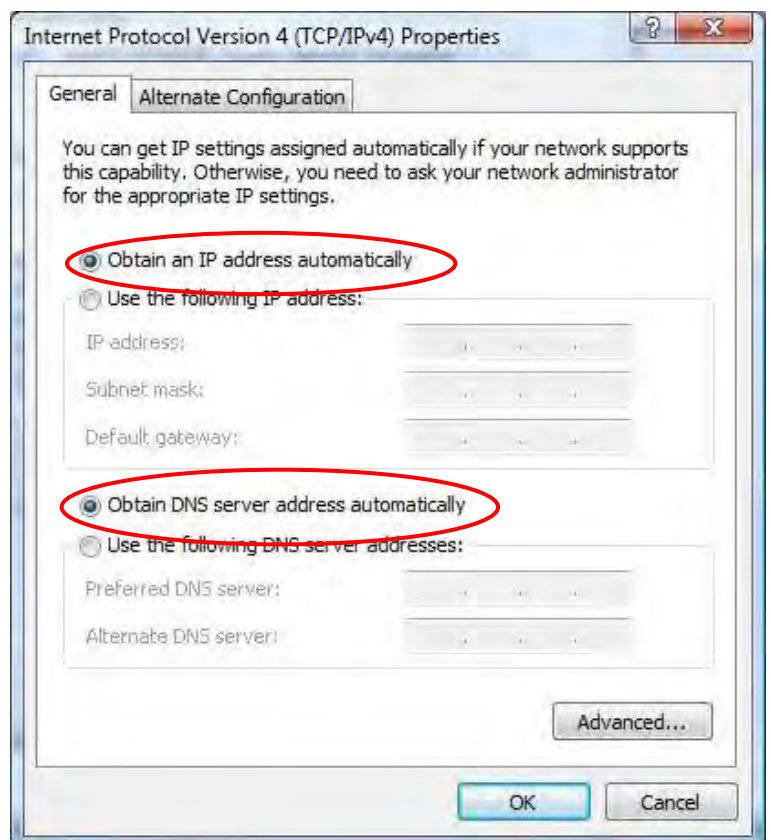 Internet Protocol Version 4 (TCP/IPv4) Properties
General
Alternate Configuration
You can get IP settings assigned automatically if your network supports
this capability. Otherwise, you need to ask your network administrator
for the appropriate IP settings.
Obtain an IP address automatically
Use the following IP address:
IP address:
Subnet mask:
Default gateway:
Obtain DNS server address automatically
Use the following DNS server addresses:
Preferred DNS server:
Alternate DNS server:
Advanced...
OK
Cancel